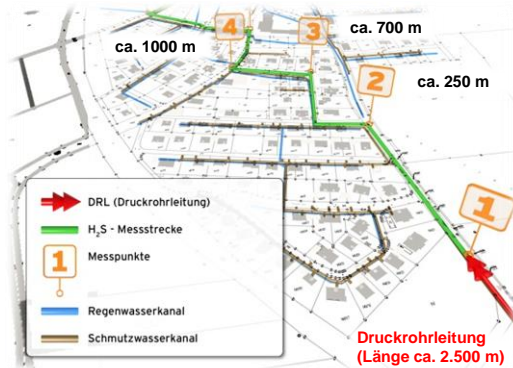 4
ca. 1000 m
3
ca. 700 m
2
ca. 250 m
1
DRL (Druckrohrleitung)
H₂S - Messstrecke
1 Messpunkte
Regenwasserkanal
Schmutzwasserkanal
Druckrohrleitung
(Länge ca. 2.500 m)